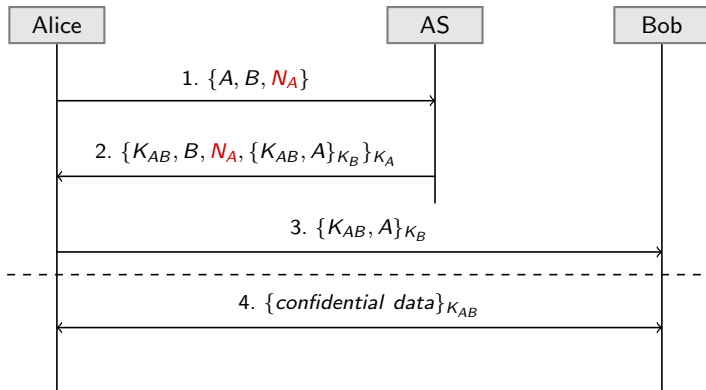 Alice AS Bob
1. {A, B, N_A}
2. {K_AB, B, N_A, {K_AB, A}_K_B}_K_A
3. {K_AB, A}_K_B
4. {confidential data}_K_AB